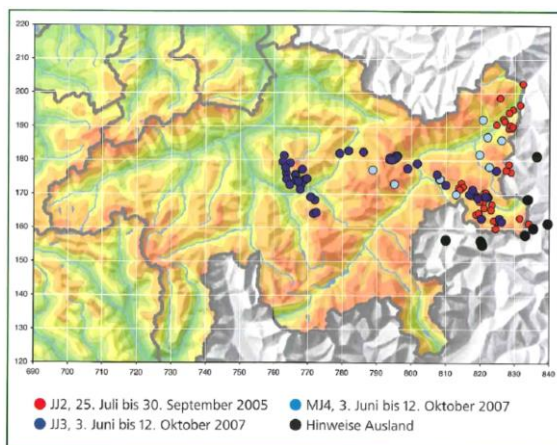 220
210
200
190
180
170
160
150
140
130
120
690 700 710 720 730 740 750 760 770 780 790 800 810 820 830 840
JJ2, 25. Juli bis 30. September 2005
MJ4, 3. Juni bis 12. Oktober 2007
JJ3, 3. Juni bis 12. Oktober 2007
Hinweise Ausland